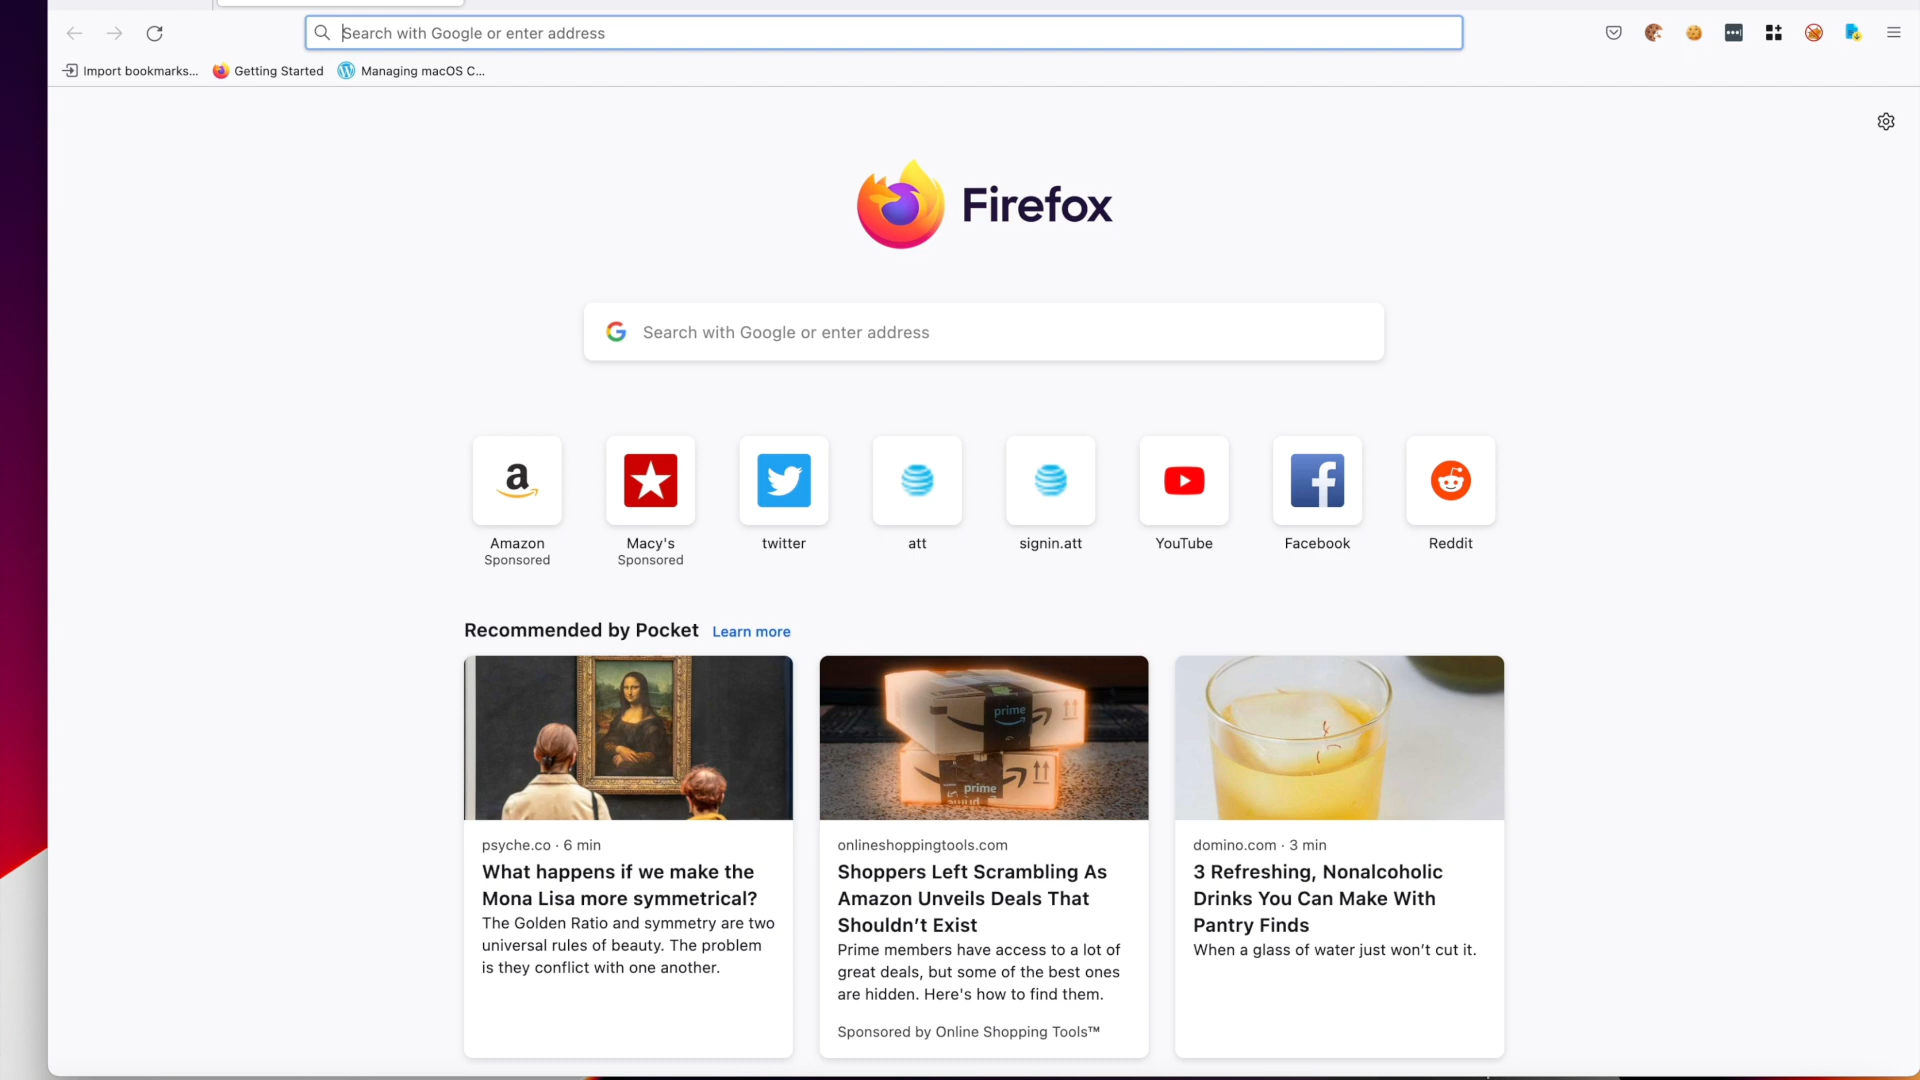 Search with Google or enter address
Import bookmarks...
Getting Started
Managing macOS C...
Firefox
Search with Google or enter address
Amazon
Sponsored
Macy's
Sponsored
twitter
att
signin.att
YouTube
Facebook
Reddit
Recommended by Pocket Learn more
prime
prime
psyche.co · 6 min
What happens if we make the
Mona Lisa more symmetrical?
The Golden Ratio and symmetry are two
universal rules of beauty. The problem
is they conflict with one another.
onlineshoppingtools.com
Shoppers Left Scrambling As
Amazon Unveils Deals That
Shouldn’t Exist
Prime members have access to a lot of
great deals, but some of the best ones
are hidden. Here's how to find them.
Sponsored by Online Shopping Tools™
domino.com · 3 min
3 Refreshing, Nonalcoholic
Drinks You Can Make With
Pantry Finds
When a glass of water just won’t cut it.